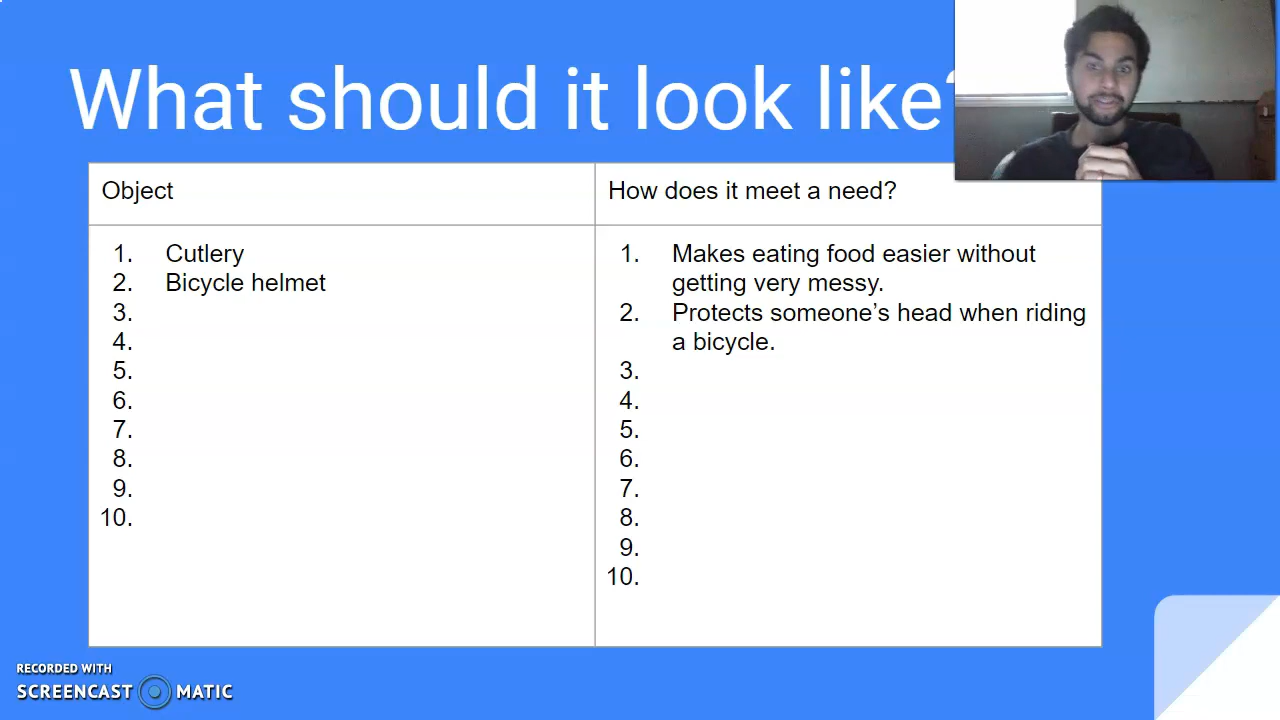 What should it look like?
Object
How does it meet a need?
1. Cutlery
2. Bicycle helmet
3.
4.
5.
6.
7.
8.
9.
10.
1. Makes eating food easier without
getting very messy.
2. Protects someone's head when riding
a bicycle.
3.
4.
5.
6.
7.
8.
9.
10.
RECORDED WITH
SCREENCAST MATIC